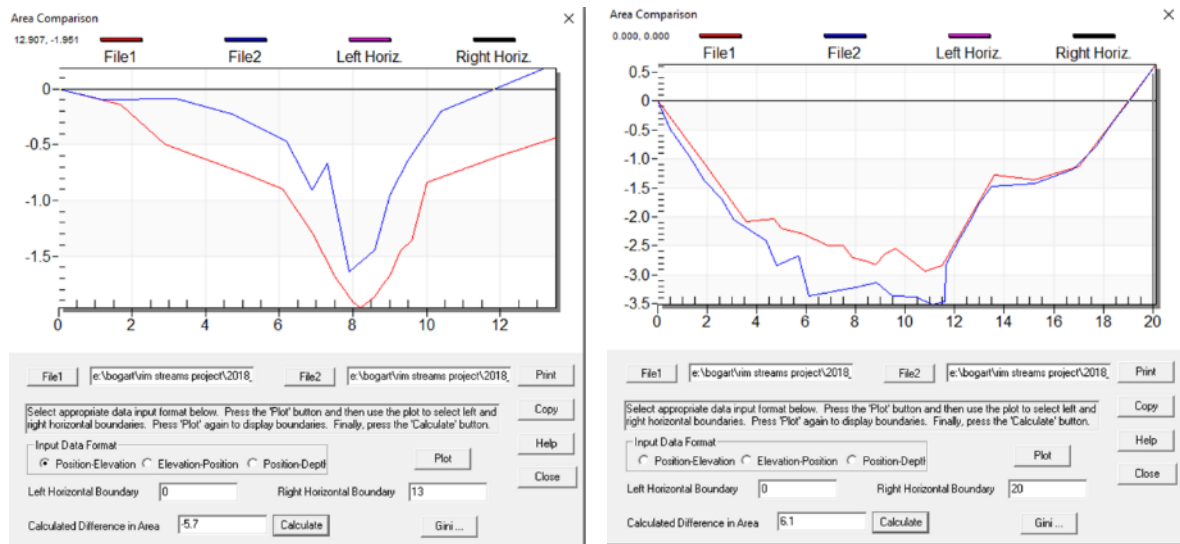 Area Comparison
12.907, -1.951
File1 File2 Left Horiz. Right Horiz.
0
-0.5
-1.0
-1.5
0 2 4 6 8 10 12
File1 e:\bogart\rim streams project\2018_ File2 e:\bogart\rim streams project\2018_ Print
Select appropriate data input format below. Press the 'Plot' button and then use the plot to select left and
right horizontal boundaries. Press 'Plot' again to display boundaries. Finally, press the 'Calculate' button.
Copy
Input Data Format
Help
Position-Elevation Elevation-Position Position-Depth
Plot
Close
Left Horizontal Boundary 0 Right Horizontal Boundary 13
Calculated Difference in Area -5.7 Calculate Gini ...
Area Comparison
0.000, 0.000
File1 File2 Left Horiz. Right Horiz.
0.5
0
-0.5
-1.0
-1.5
-2.0
-2.5
-3.0
-3.5
0 2 4 6 8 10 12 14 16 18 20
File1 e:\bogart\rim streams project\2018_ File2 e:\bogart\rim streams project\2018_ Print
Select appropriate data input format below. Press the 'Plot' button and then use the plot to select left and
right horizontal boundaries. Press 'Plot' again to display boundaries. Finally, press the 'Calculate' button.
Copy
Input Data Format
Help
Position-Elevation Elevation-Position Position-Depth
Plot
Close
Left Horizontal Boundary 0 Right Horizontal Boundary 20
Calculated Difference in Area 6.1 Calculate Gini ...